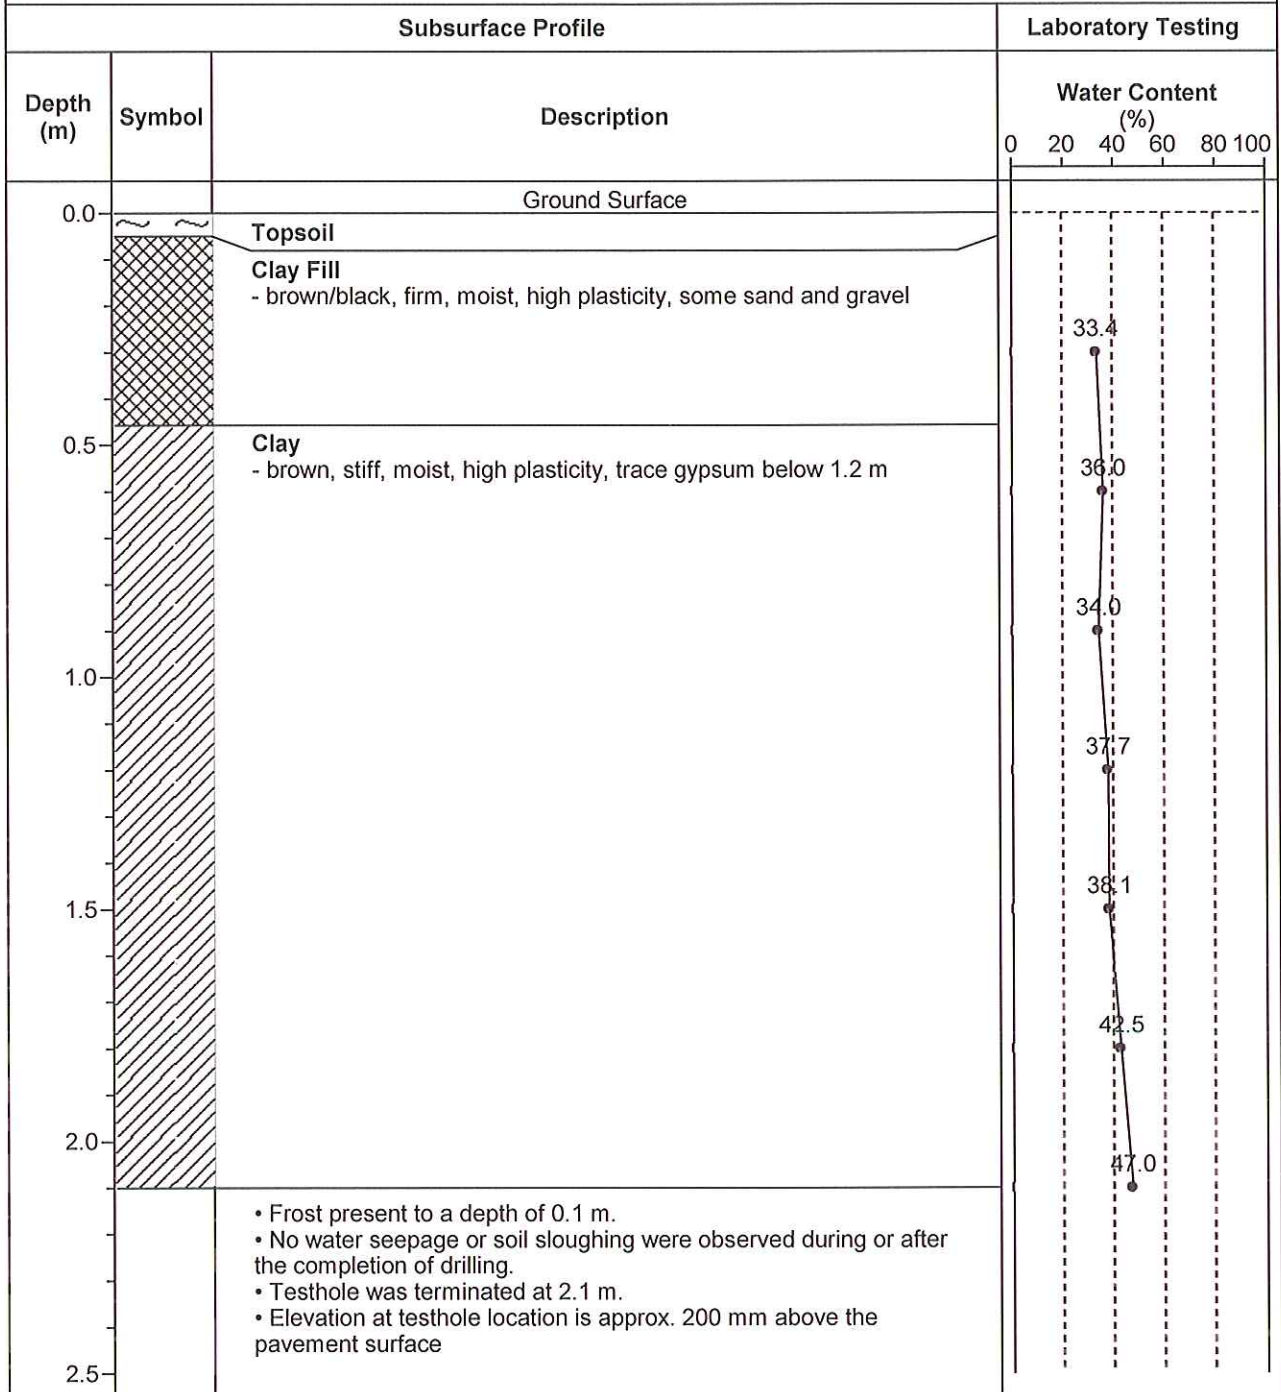 Subsurface Profile
Laboratory Testing
Depth
(m)
Symbol
Description
Water Content
(%)
0 20 40 60 80 100
Ground Surface
0.0
Topsoil
Clay Fill
- brown/black, firm, moist, high plasticity, some sand and gravel
33.4
0.5
Clay
- brown, stiff, moist, high plasticity, trace gypsum below 1.2 m
36.0
34.0
1.0
37.7
38.1
1.5
42.5
2.0
47.0
• Frost present to a depth of 0.1 m.
• No water seepage or soil sloughing were observed during or after
the completion of drilling.
• Testhole was terminated at 2.1 m.
• Elevation at testhole location is approx. 200 mm above the
pavement surface
2.5